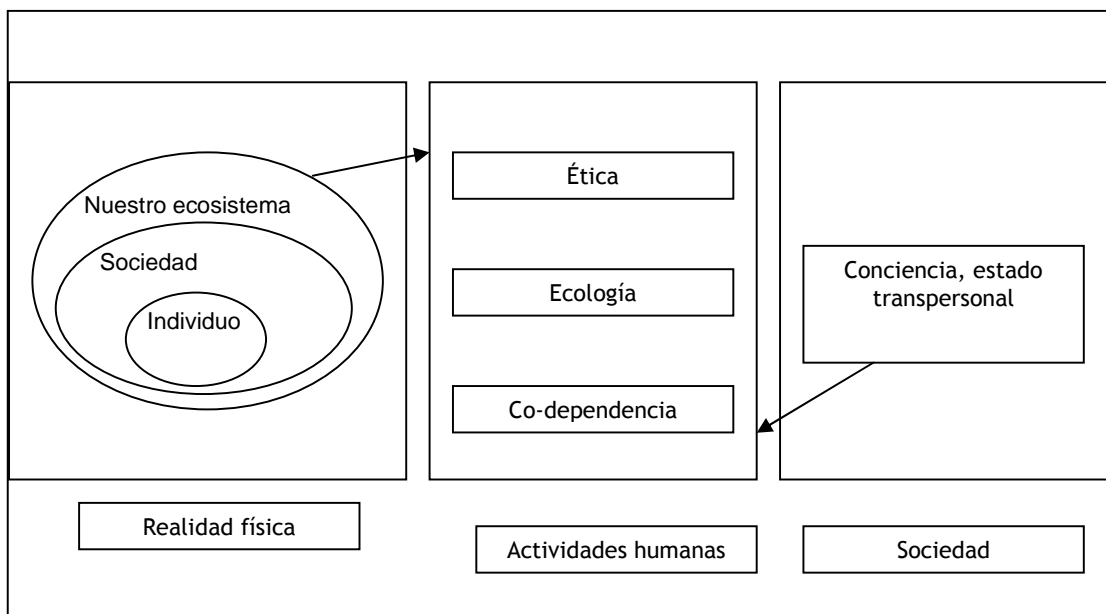 Nuestro ecosistema
Sociedad
Individuo
Ética
Ecología
Co-dependencia
Conciencia, estado
transpersonal
Realidad física
Actividades humanas
Sociedad